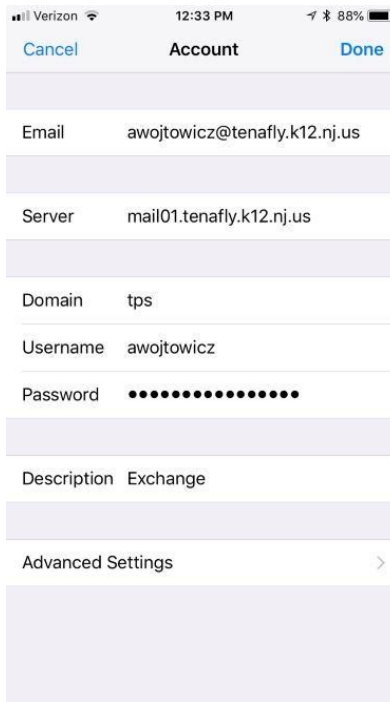 Verizon 12:33 PM 88%
Cancel Account Done
Email awojtowicz@tenafly.k12.nj.us
Server mail01.tenafly.k12.nj.us
Domain tps
Username awojtowicz
Password ••••••••••••••••
Description Exchange
Advanced Settings